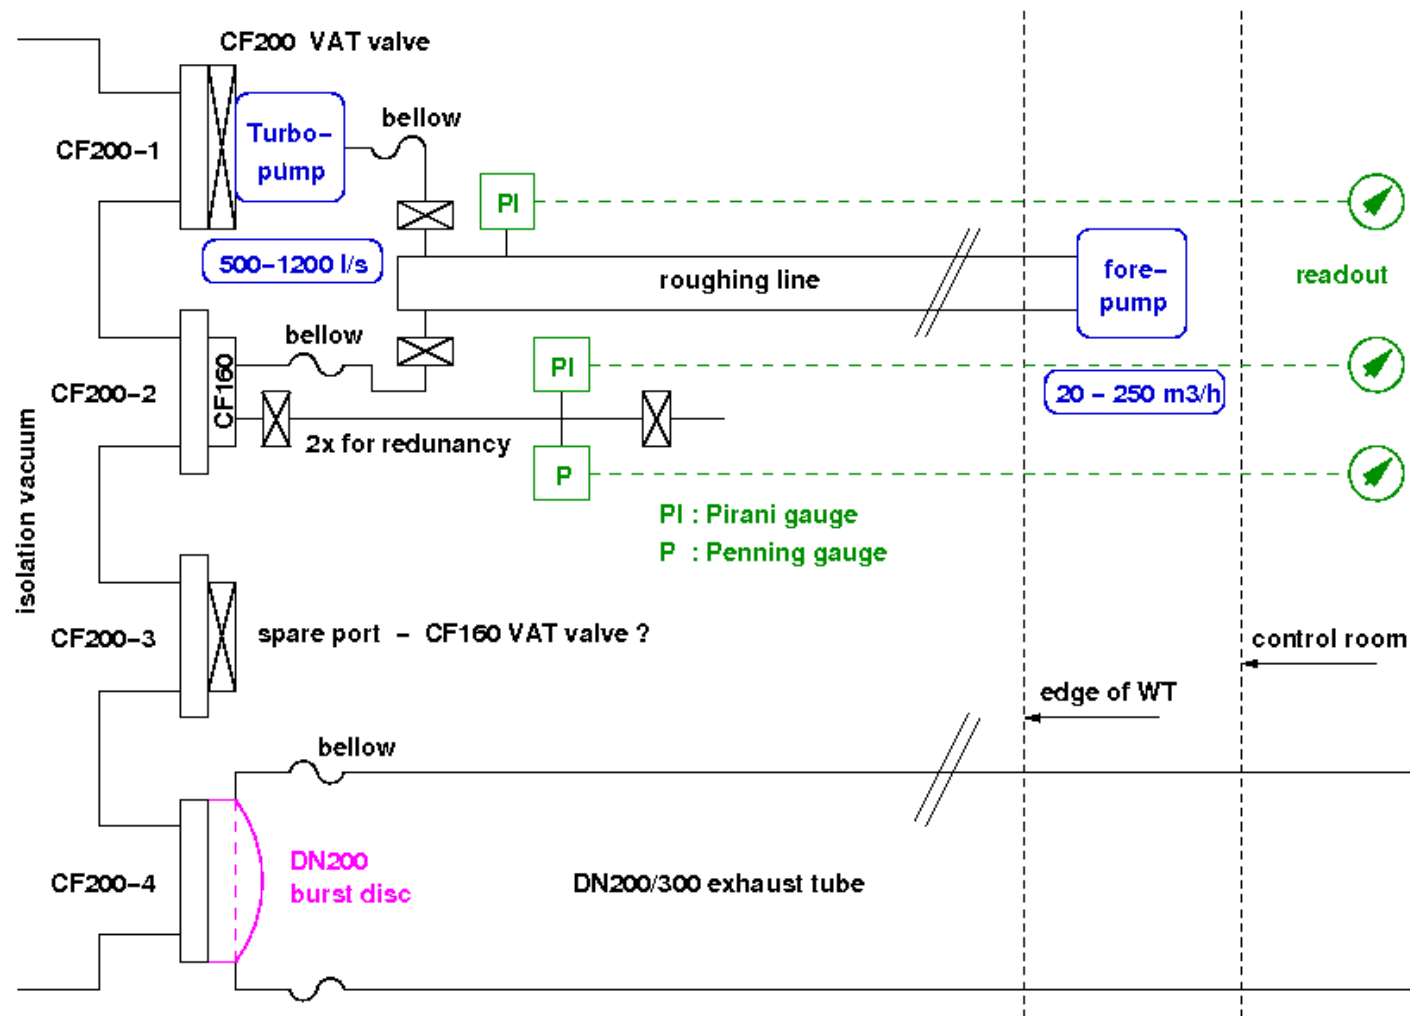 CF200 VAT valve
bellow
Turbo-
pump
CF200-1
PI
500-1200 l/s
roughing line
fore-
pump
readout
bellow
CF160
PI
CF200-2
20 - 250 m3/h
2x for redunancy
P
isolation vacuum
PI : Pirani gauge
P : Penning gauge
CF200-3
spare port - CF160 VAT valve ?
control room
edge of WT
bellow
DN200
burst disc
CF200-4
DN200/300 exhaust tube